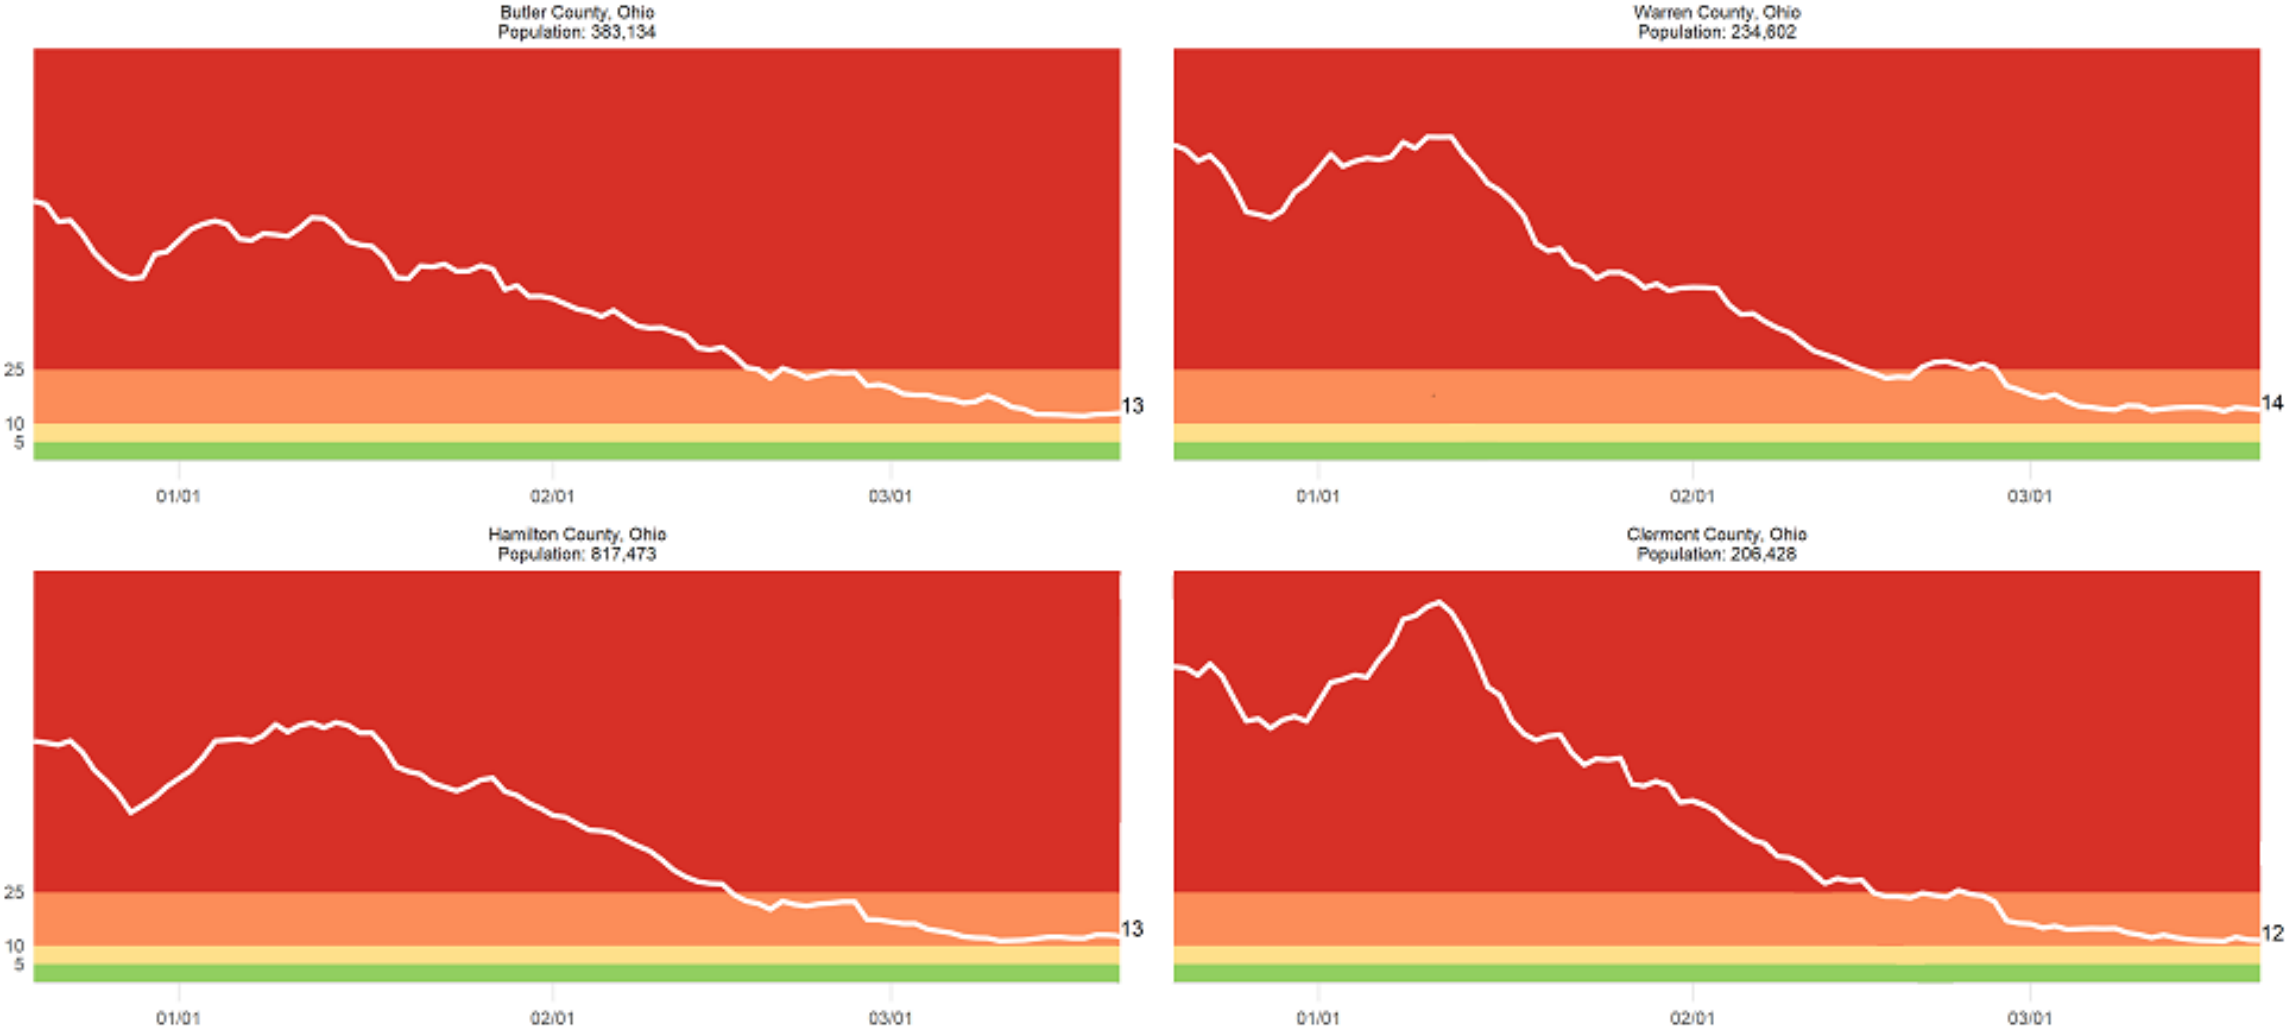 Butler County, Ohio
Population: 383,134
Warren County, Ohio
Population: 234,602
25
10
5
13
14
01/01
02/01
03/01
01/01
02/01
03/01
Hamilton County, Ohio
Population: 817,473
Clermont County, Ohio
Population: 206,428
25
10
5
13
12
01/01
02/01
03/01
01/01
02/01
03/01